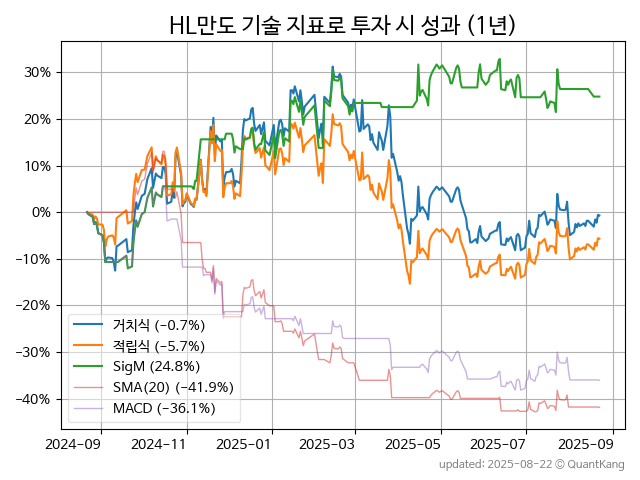 HL만도 기술 지표로 투자 시 성과 (1년)
30%
20%
10%
0%
−10%
−20%
−30%
−40%
거치식 (−0.7%)
적립식 (−5.7%)
SigM (24.8%)
SMA(20) (−41.9%)
MACD (−36.1%)
2024-09 2024-11 2025-01 2025-03 2025-05 2025-07 2025-09
updated: 2025-08-22 © QuantKang